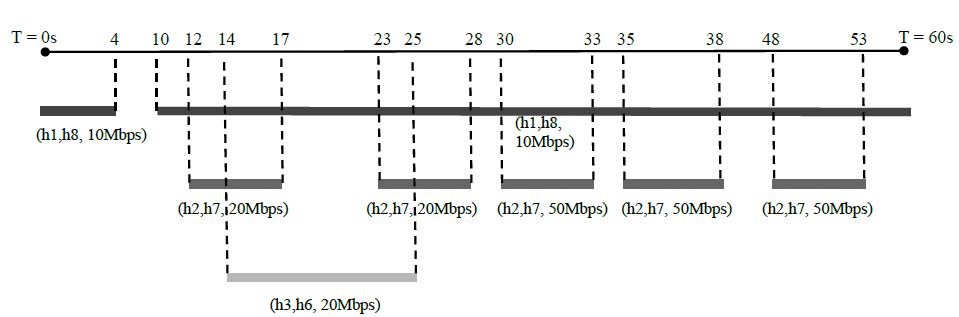 T = 0s 4 10 12 14 17 23 25 28 30 33 35 38 48 53 T = 60s
(h1,h8, 10Mbps)
(h1,h8,
10Mbps)
(h2,h7, 20Mbps) (h2,h7, 20Mbps) (h2,h7, 50Mbps) (h2,h7, 50Mbps) (h2,h7, 50Mbps)
(h3,h6, 20Mbps)